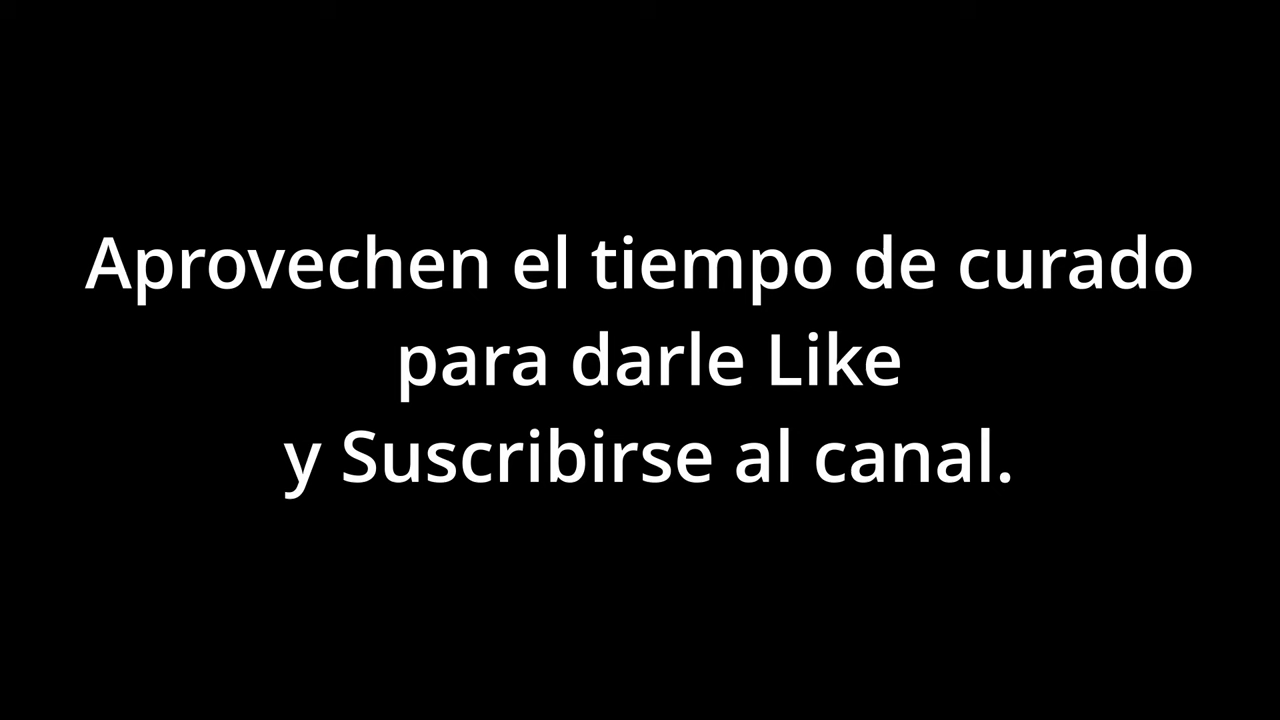 Aprovechen el tiempo de curado
para darle Like
y Suscribirse al canal.